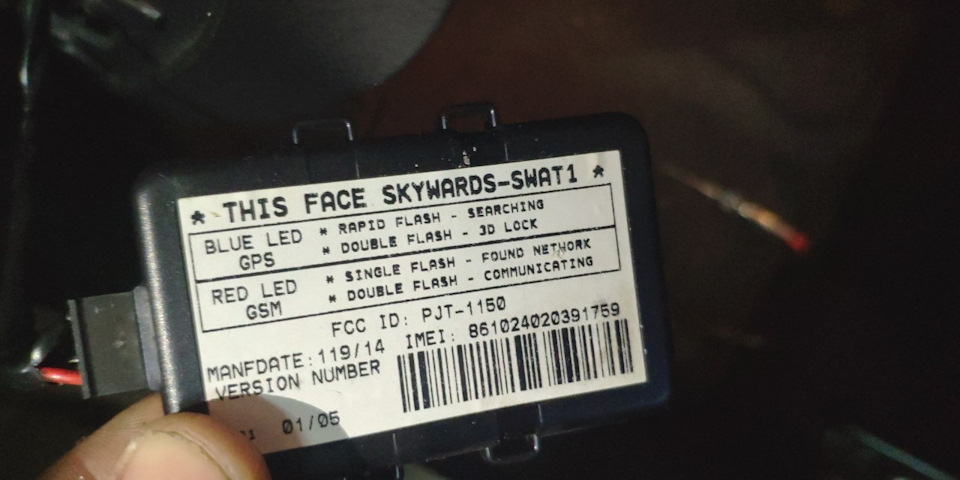 * THIS FACE SKYWARDS-SWAT1 *
BLUE LED GPS
* RAPID FLASH - SEARCHING
* DOUBLE FLASH - 3D LOCK
RED LED GSM
* SINGLE FLASH - FOUND NETWORK
* DOUBLE FLASH - COMMUNICATING
FCC ID: PJT-1150
MANFDATE:119/14 IMEI: 861024020391759
VERSION NUMBER
01/05